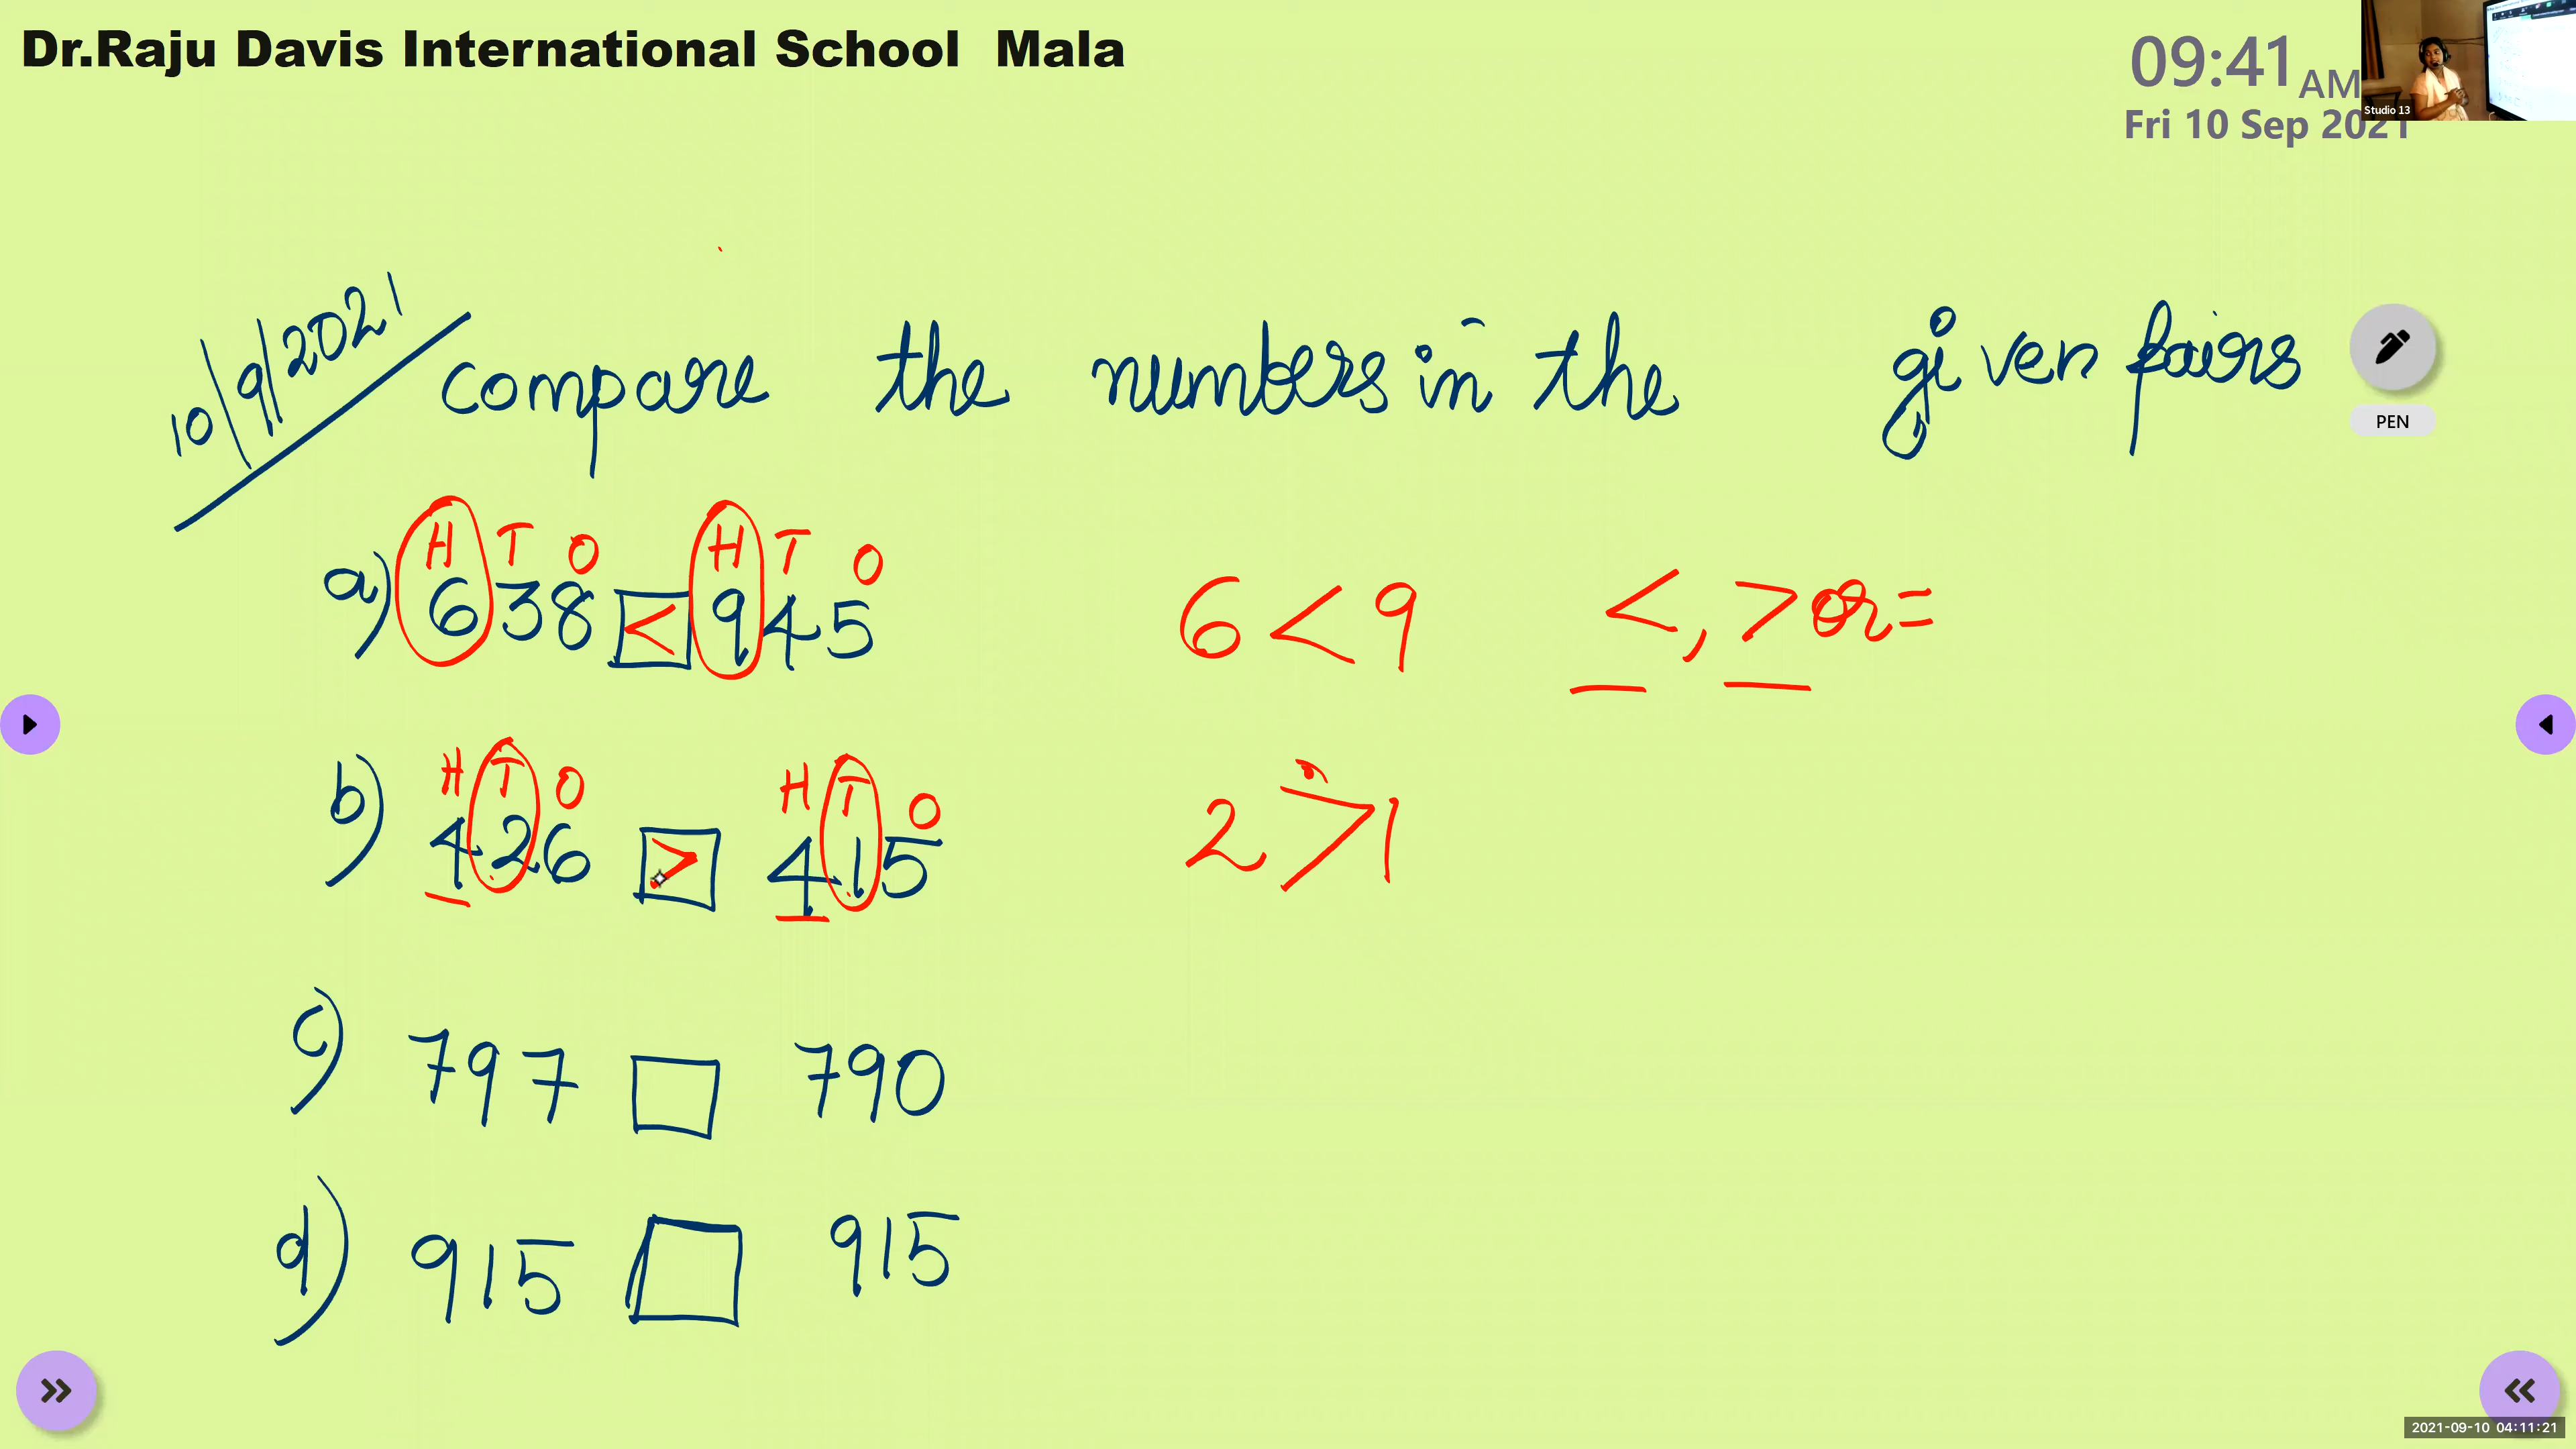 Dr.Raju Davis International School Mala
09:41 AM
Studio 13
Fri 10 Sep 2021
10/9/2021
compare the numbers in the given pairs
PEN
H T O H T O
a) 638 < 945 6 < 9 <, > or =
H T O H T O
b) 426 > 415 2 > 1
c) 797 □ 790
d) 915 □ 915
2021-09-10 04:11:21